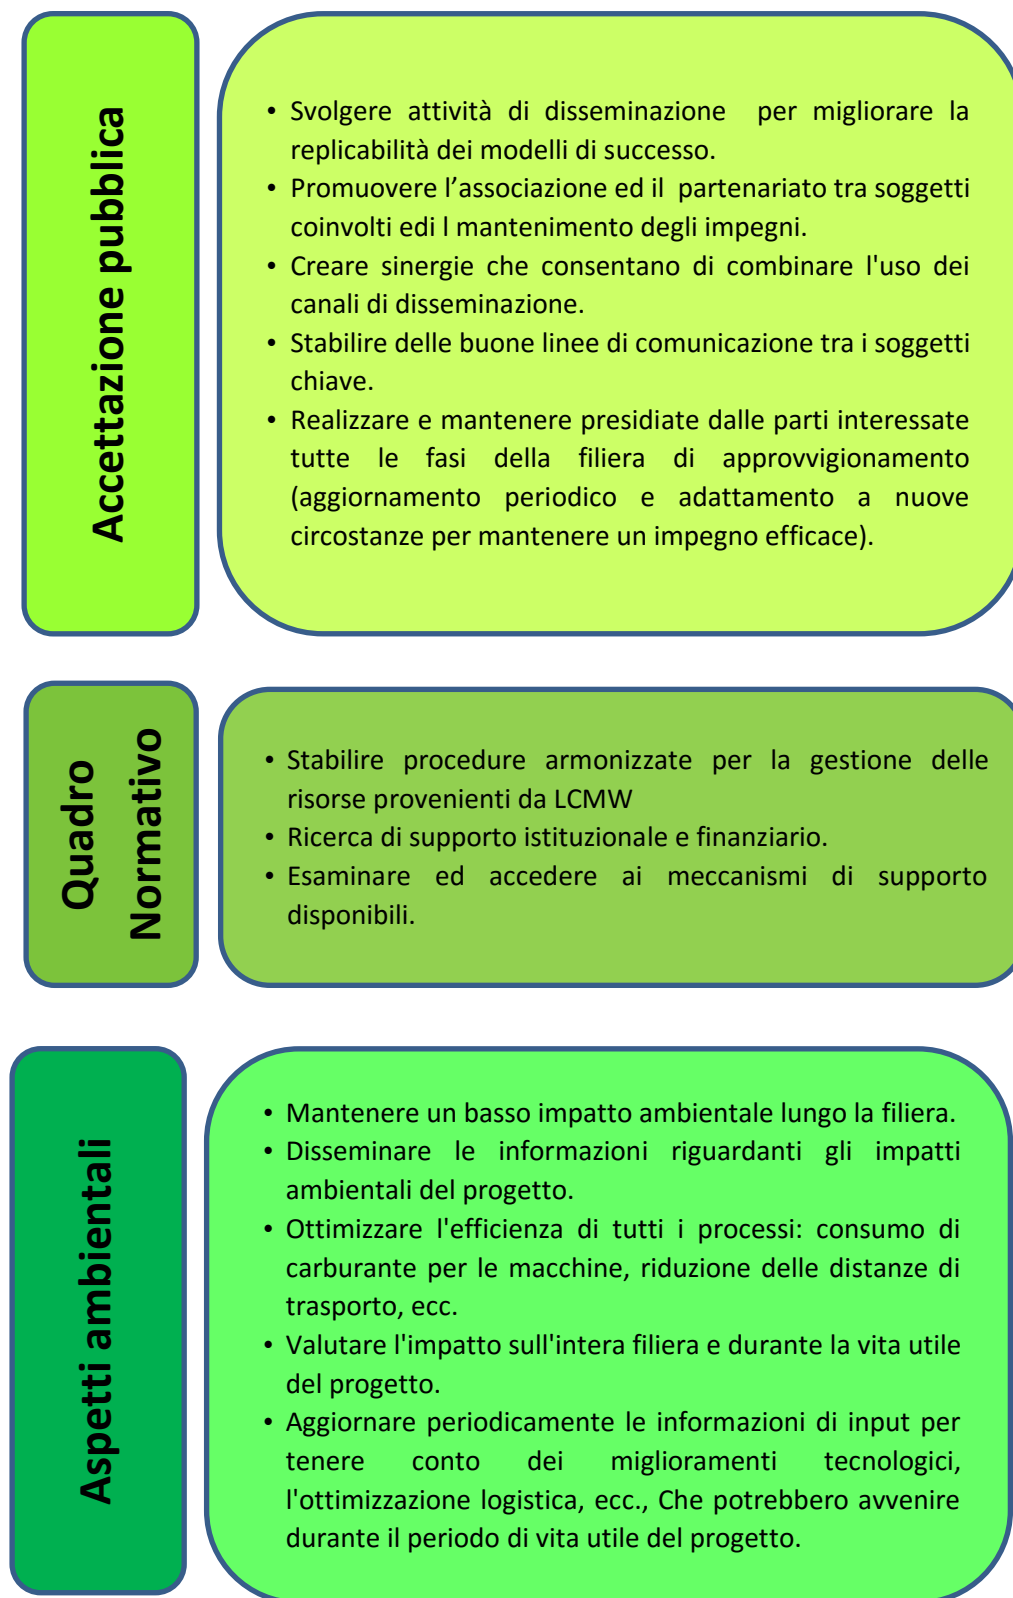 Accettazione pubblica
• Svolgere attività di disseminazione per migliorare la
replicabilità dei modelli di successo.
• Promuovere l’associazione ed il partenariato tra soggetti
coinvolti edi l mantenimento degli impegni.
• Creare sinergie che consentano di combinare l'uso dei
canali di disseminazione.
• Stabilire delle buone linee di comunicazione tra i soggetti
chiave.
• Realizzare e mantenere presidiate dalle parti interessate
tutte le fasi della filiera di approvvigionamento
(aggiornamento periodico e adattamento a nuove
circostanze per mantenere un impegno efficace).
Quadro
Normativo
• Stabilire procedure armonizzate per la gestione delle
risorse provenienti da LCMW
• Ricerca di supporto istituzionale e finanziario.
• Esaminare ed accedere ai meccanismi di supporto
disponibili.
Aspetti ambientali
• Mantenere un basso impatto ambientale lungo la filiera.
• Disseminare le informazioni riguardanti gli impatti
ambientali del progetto.
• Ottimizzare l'efficienza di tutti i processi: consumo di
carburante per le macchine, riduzione delle distanze di
trasporto, ecc.
• Valutare l'impatto sull'intera filiera e durante la vita utile
del progetto.
• Aggiornare periodicamente le informazioni di input per
tenere conto dei miglioramenti tecnologici,
l'ottimizzazione logistica, ecc., Che potrebbero avvenire
durante il periodo di vita utile del progetto.